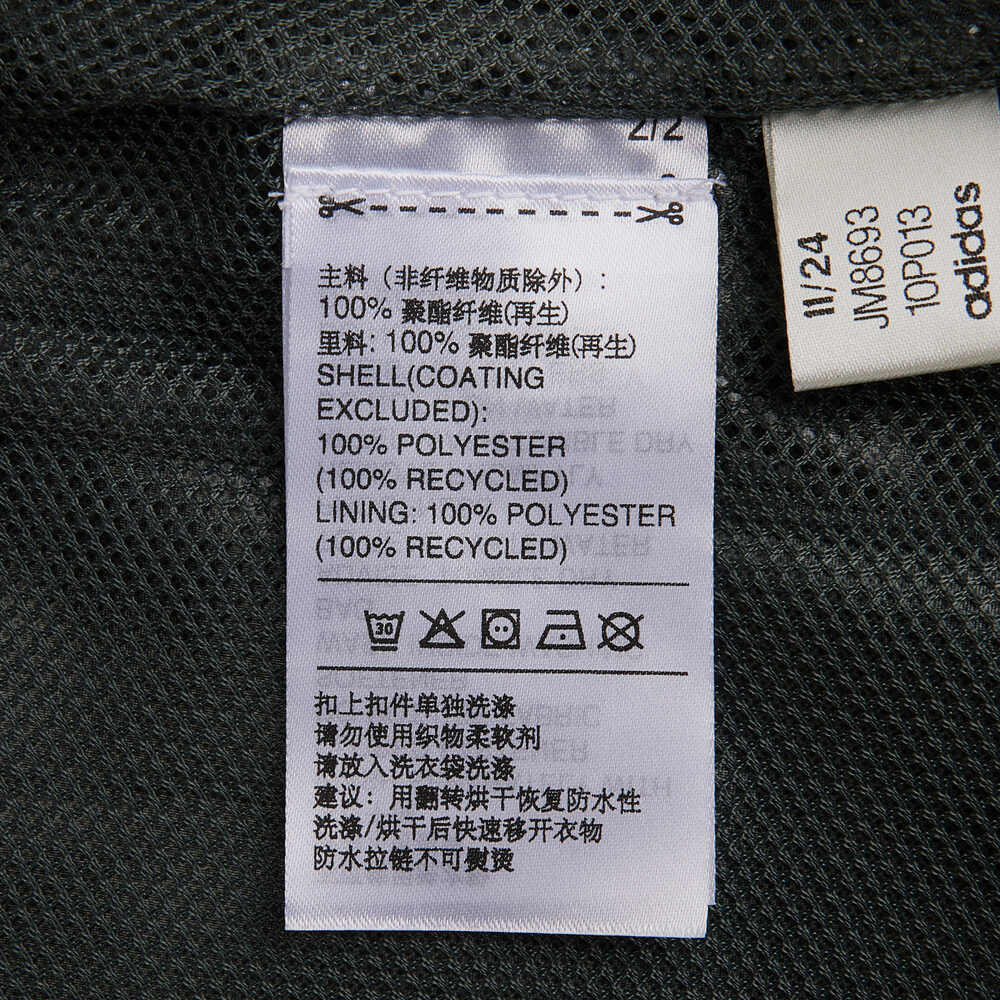 2/2
主料（非纤维物质除外）:
100% 聚酯纤维(再生)
里料: 100% 聚酯纤维(再生)
SHELL(COATING
EXCLUDED):
100% POLYESTER
(100% RECYCLED)
LINING: 100% POLYESTER
(100% RECYCLED)
30
扣上扣件单独洗涤
请勿使用织物柔软剂
请放入洗衣袋洗涤
建议：用翻转烘干恢复防水性
洗涤/烘干后快速移开衣物
防水拉链不可熨烫
11/24
JM8693
10P013
adidas